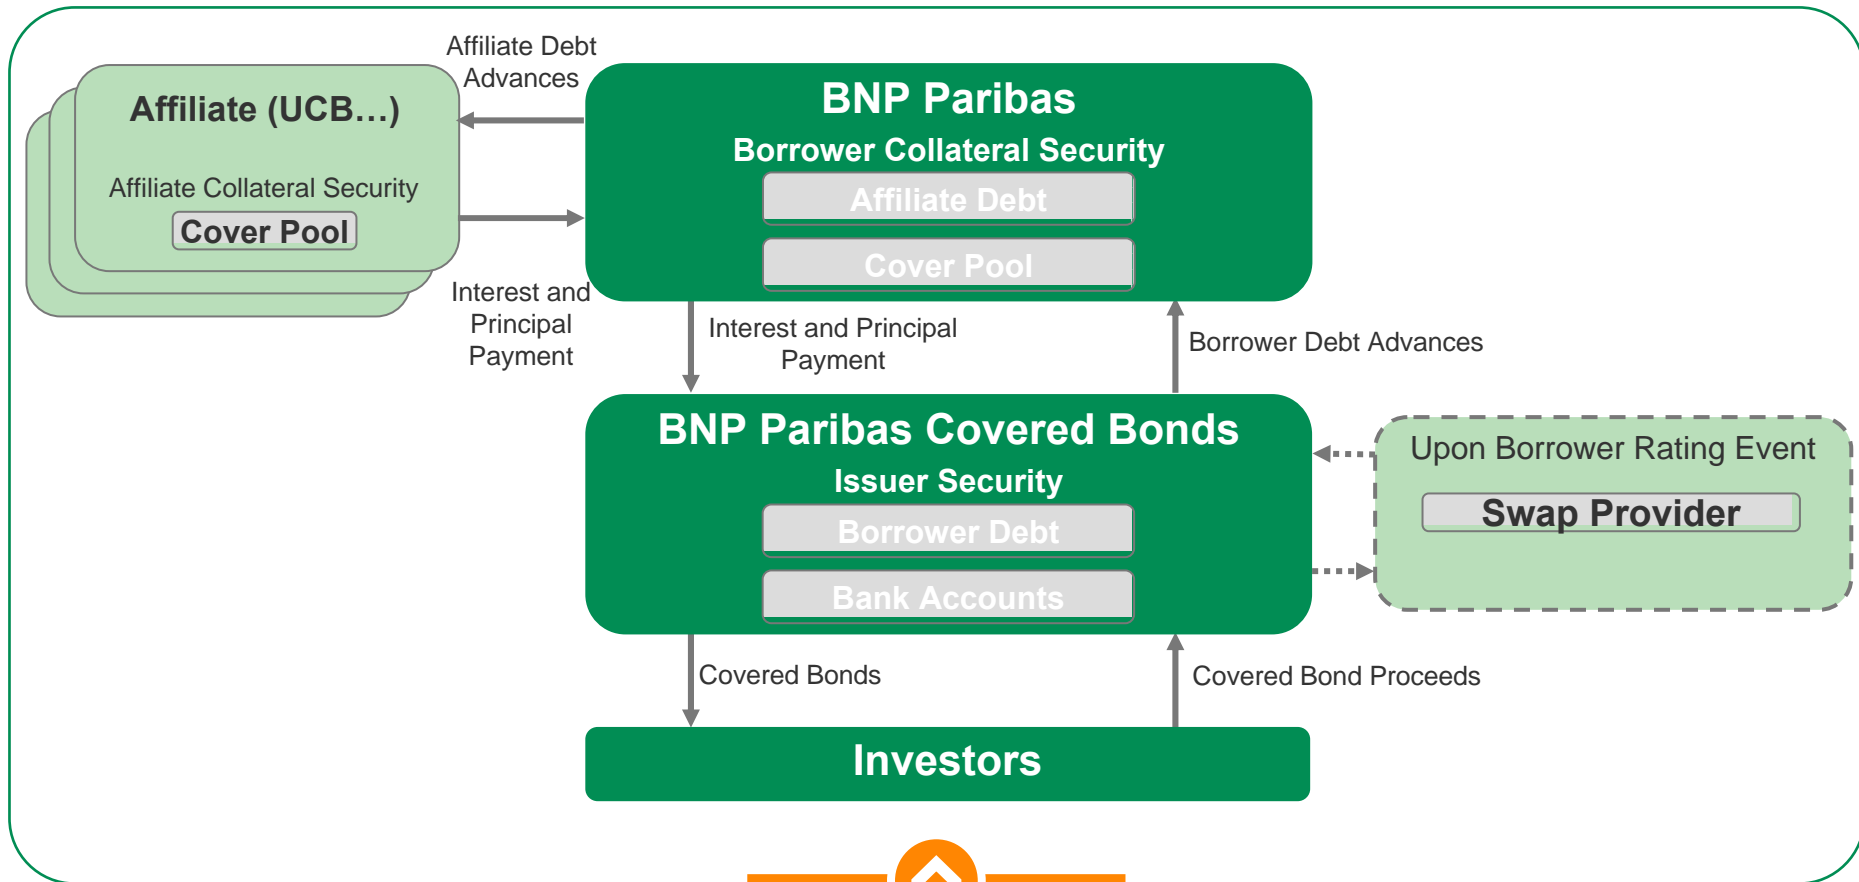 Affiliate Debt
Advances
Affiliate (UCB…)
Affiliate Collateral Security
Cover Pool
BNP Paribas
Borrower Collateral Security
Affiliate Debt
Cover Pool
Interest and
Principal
Payment
Interest and Principal
Payment
Borrower Debt Advances
BNP Paribas Covered Bonds
Issuer Security
Borrower Debt
Bank Accounts
Upon Borrower Rating Event
Swap Provider
Covered Bonds
Covered Bond Proceeds
Investors